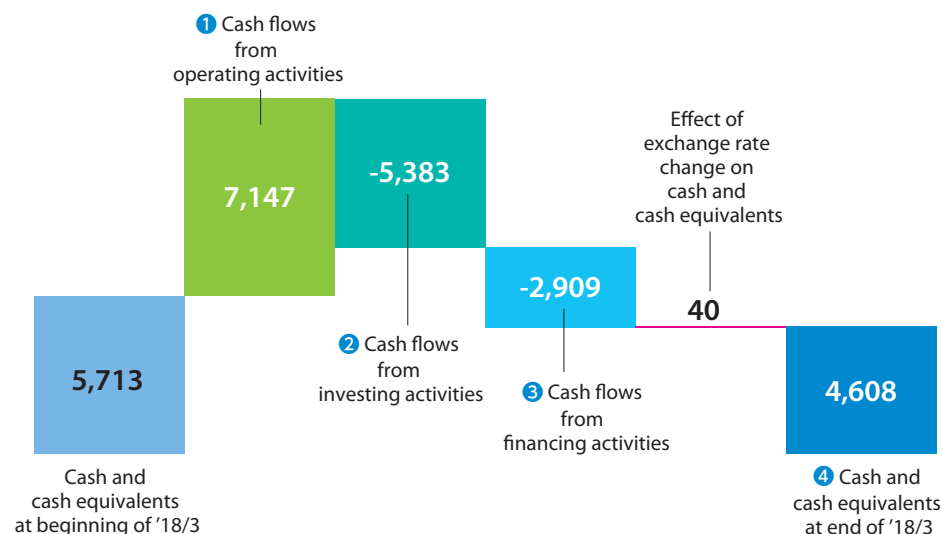 1 Cash flows
from
operating activities
7,147
-5,383
Effect of
exchange rate
change on
cash and
cash equivalents
-2,909
40
2 Cash flows
from
investing activities
5,713
3 Cash flows
from
financing activities
4,608
Cash and
cash equivalents
at beginning of '18/3
4 Cash and
cash equivalents
at end of '18/3